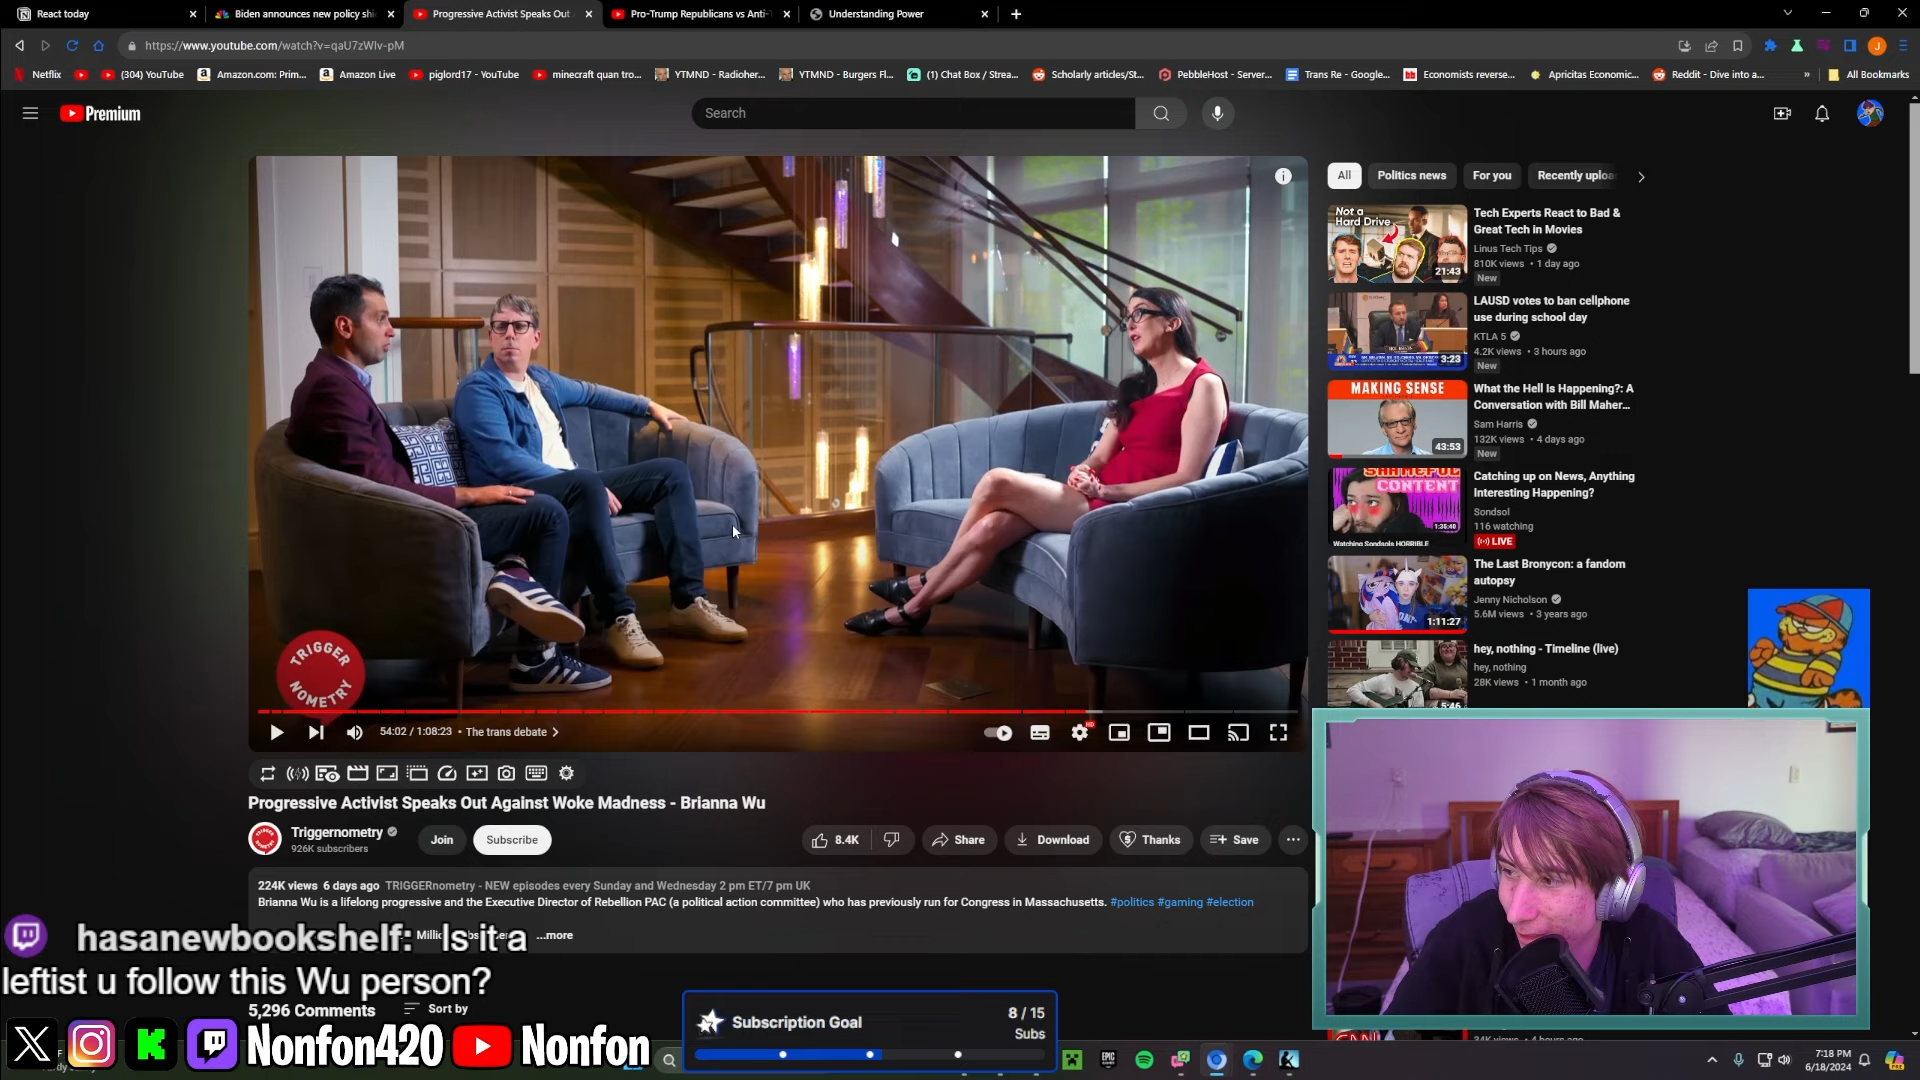 React today
Biden announces new policy shi
Progressive Activist Speaks Out
Pro-Trump Republicans vs Anti-T
Understanding Power
https://www.youtube.com/watch?v=qaU7zWIv-pM
Netflix
(304) YouTube
Amazon.com: Prim...
Amazon Live
piglord17 - YouTube
minecraft quan tro...
YTMND - Radioher...
YTMND - Burgers Fl...
(1) Chat Box / Strea...
Scholarly articles/St...
PebbleHost - Server...
Trans Re - Google...
Economists reverse...
Apricitas Economic...
Reddit - Dive into a...
»
All Bookmarks
Premium
Search
All
Politics news
For you
Recently uploa
Not a
Hard Drive
21:43
Tech Experts React to Bad &
Great Tech in Movies
Linus Tech Tips
810K views • 1 day ago
New
3:23
LAUSD votes to ban cellphone
use during school day
KTLA 5
4.2K views • 3 hours ago
New
MAKING SENSE
43:53
What the Hell Is Happening?: A
Conversation with Bill Maher...
Sam Harris
132K views • 4 days ago
New
CONTENT
1:35:40
Catching up on News, Anything
Interesting Happening?
Sondsol
116 watching
LIVE
1:11:27
The Last Bronycon: a fandom
autopsy
Jenny Nicholson
5.6M views • 3 years ago
5:46
hey, nothing - Timeline (live)
hey, nothing
28K views • 1 month ago
TRIGGER
NOMETRY
54:02 / 1:08:23 • The trans debate
HD
Progressive Activist Speaks Out Against Woke Madness - Brianna Wu
Triggernometry
926K subscribers
Join
Subscribe
8.4K
Share
Download
Thanks
Save
224K views 6 days ago TRIGGERnometry - NEW episodes every Sunday and Wednesday 2 pm ET/7 pm UK
Brianna Wu is a lifelong progressive and the Executive Director of Rebellion PAC (a political action committee) who has previously run for Congress in Massachusetts. #politics #gaming #election
...more
hasanewbookshelf: Is it a
leftist u follow this Wu person?
5,296 Comments
Sort by
Subscription Goal
8 / 15
Subs
Nonfon420
Nonfon
7:18 PM
6/18/2024